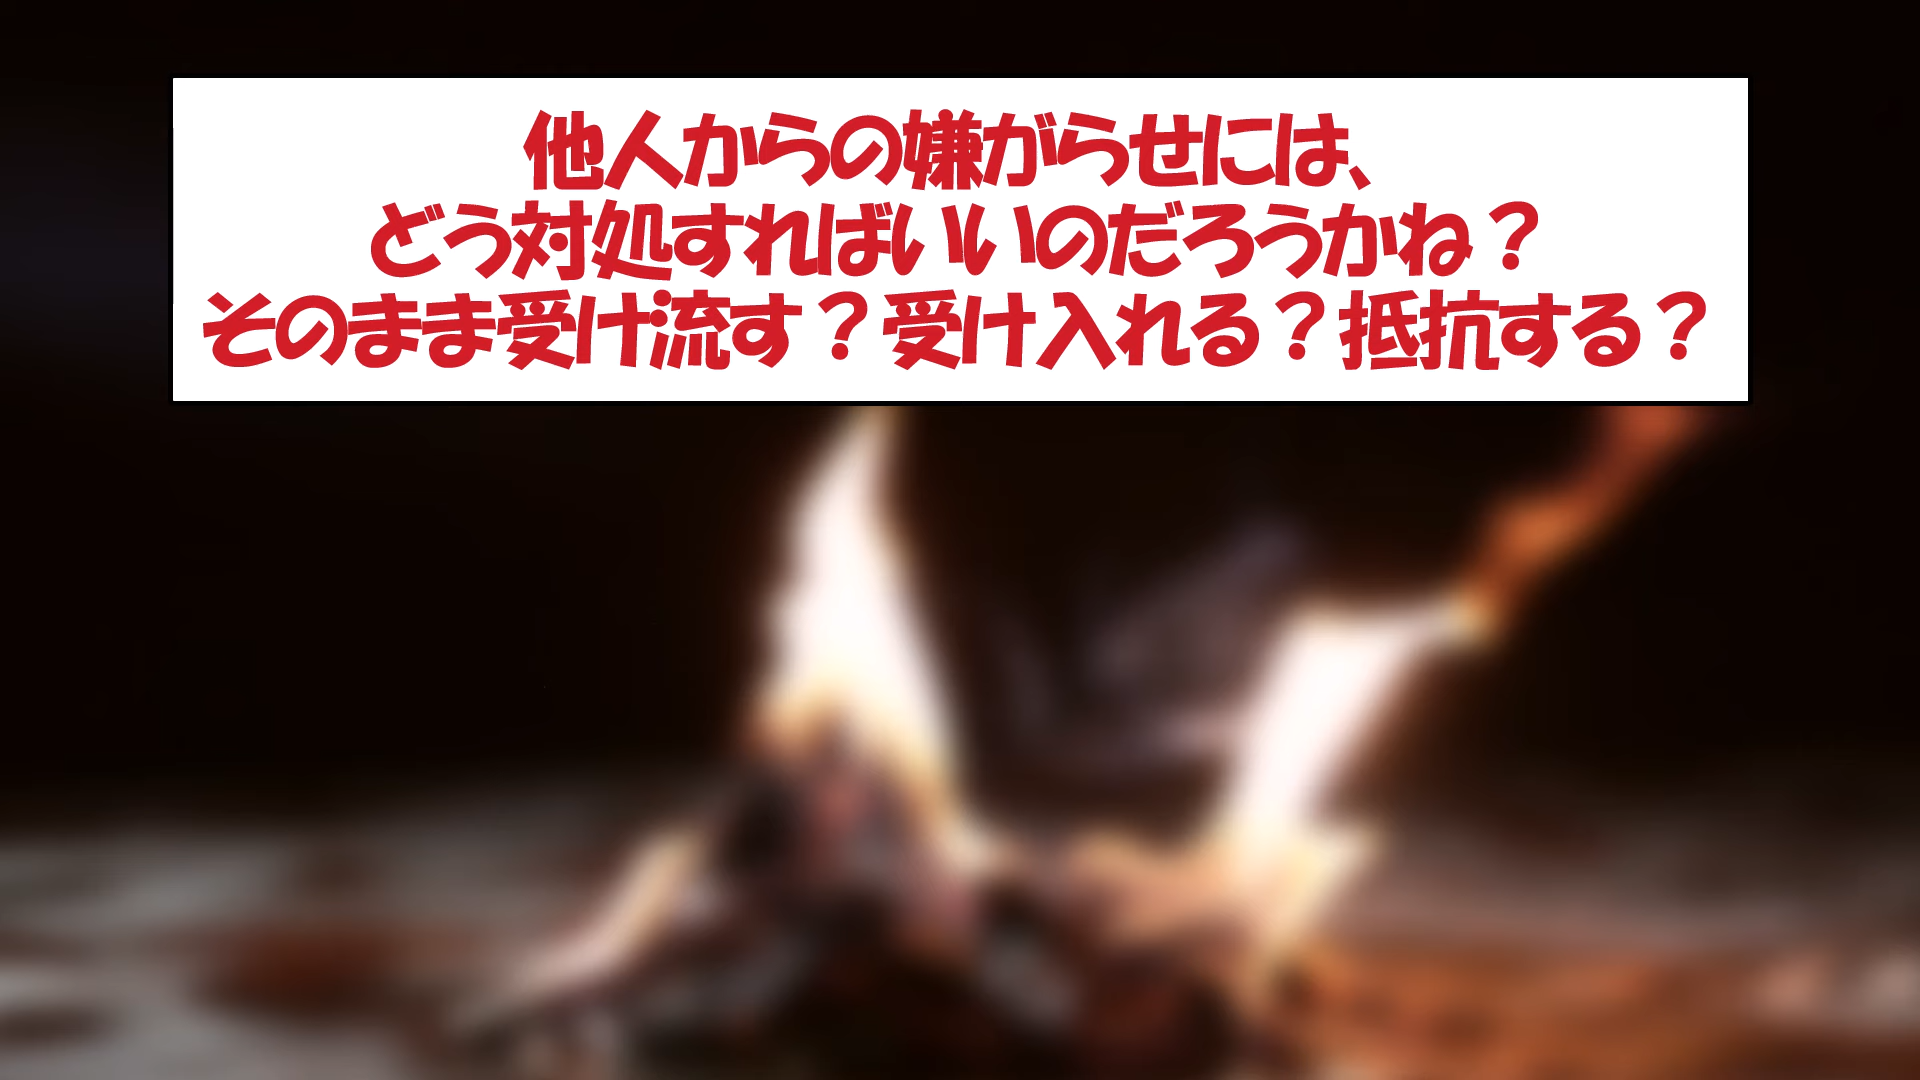 他人からの嫌がらせには、
どう対処すればいいのだろうかね？
そのまま受け流す？受け入れる？抵抗する？